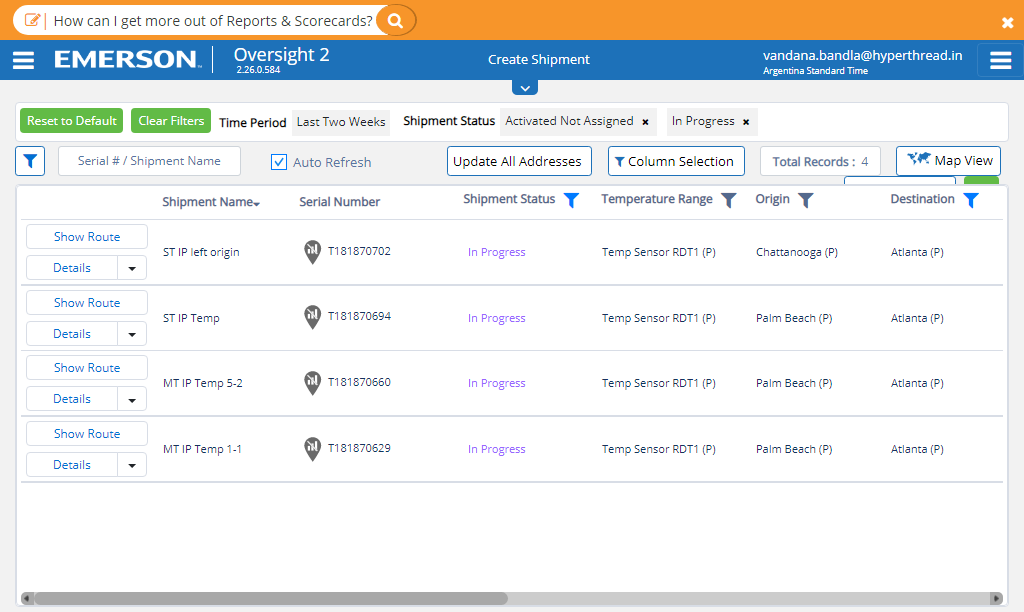 How can I get more out of Reports & Scorecards?
EMERSON.
Oversight 2
2.26.0.584
Create Shipment
vandana.bandla@hyperthread.in
Argentina Standard Time
Reset to Default
Clear Filters
Time Period
Last Two Weeks
Shipment Status
Activated Not Assigned ×
In Progress ×
Serial # / Shipment Name
Auto Refresh
Update All Addresses
Column Selection
Total Records : 4
Map View
Shipment Name Serial Number Shipment Status Temperature Range Origin Destination
Show Route
Details
ST IP left origin T181870702 In Progress Temp Sensor RDT1 (P) Chattanooga (P) Atlanta (P)
Show Route
Details
ST IP Temp T181870694 In Progress Temp Sensor RDT1 (P) Palm Beach (P) Atlanta (P)
Show Route
Details
MT IP Temp 5-2 T181870660 In Progress Temp Sensor RDT1 (P) Palm Beach (P) Atlanta (P)
Show Route
Details
MT IP Temp 1-1 T181870629 In Progress Temp Sensor RDT1 (P) Palm Beach (P) Atlanta (P)